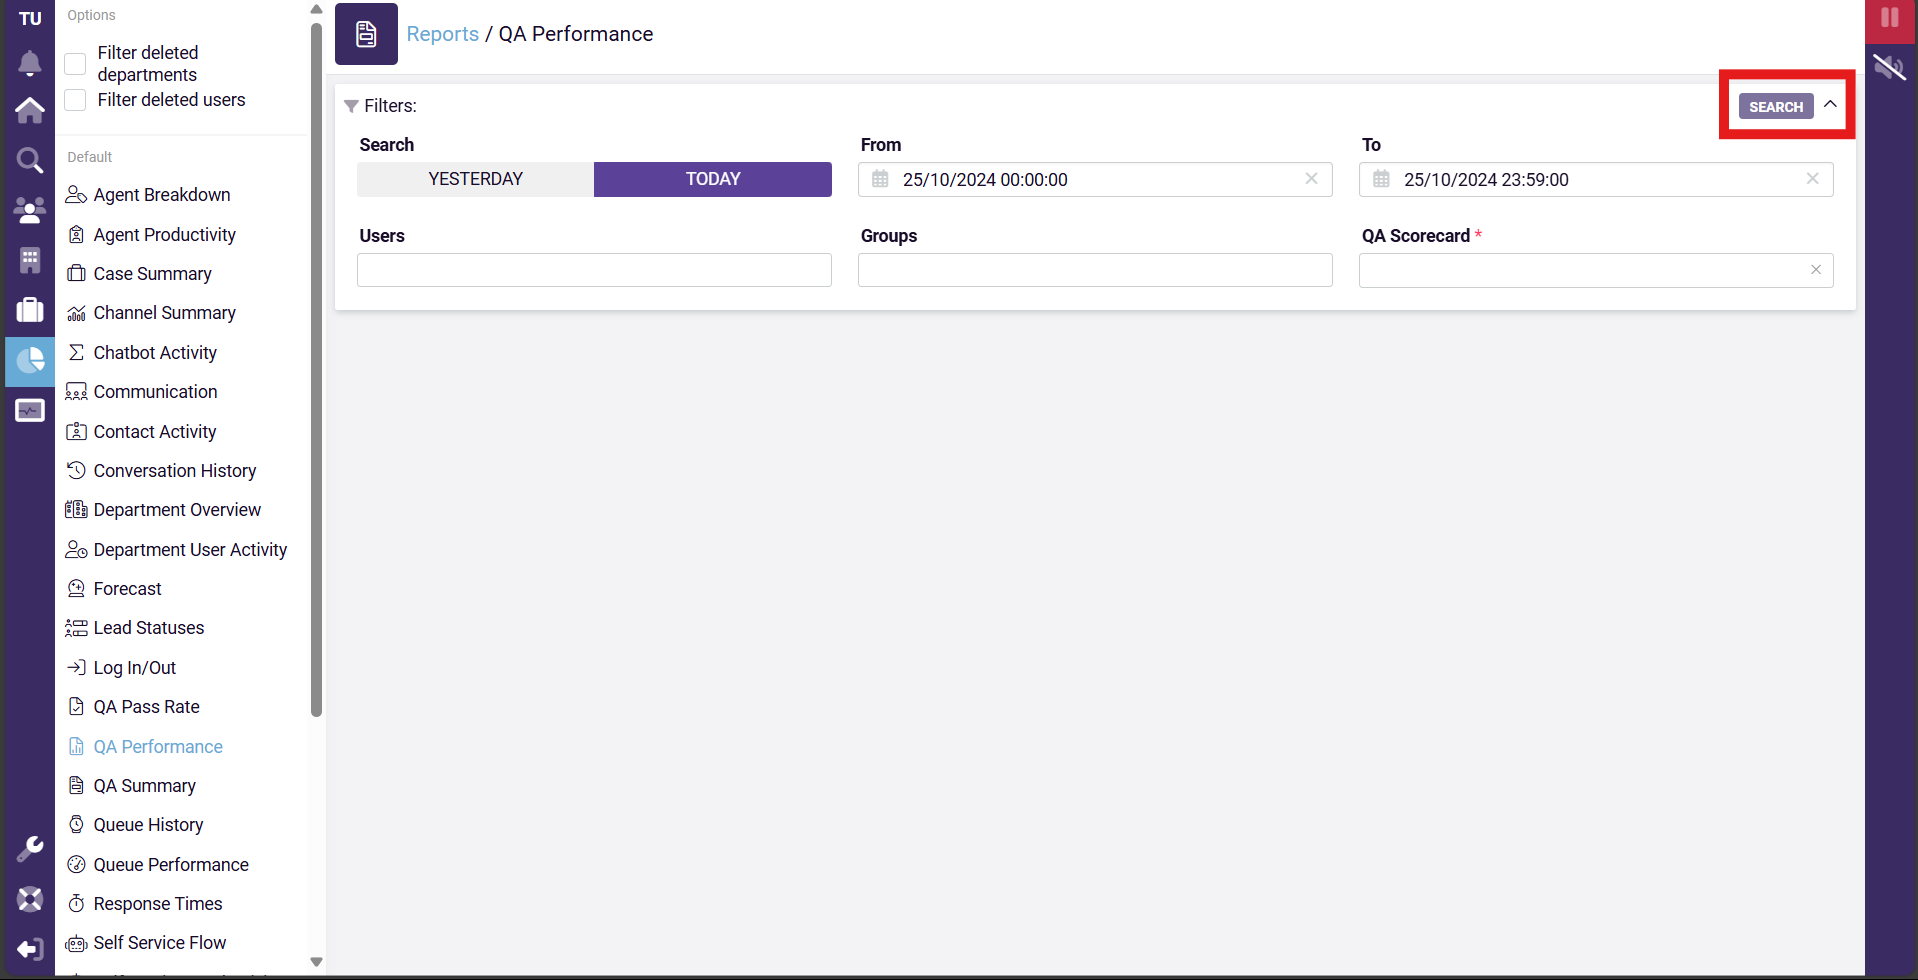 TU
Options
Filter deleted
departments
Filter deleted users
Default
Agent Breakdown
Agent Productivity
Case Summary
Channel Summary
Chatbot Activity
Communication
Contact Activity
Conversation History
Department Overview
Department User Activity
Forecast
Lead Statuses
Log In/Out
QA Pass Rate
QA Performance
QA Summary
Queue History
Queue Performance
Response Times
Self Service Flow
Reports / QA Performance
Filters:
SEARCH
Search
From
To
YESTERDAY
TODAY
25/10/2024 00:00:00
25/10/2024 23:59:00
Users
Groups
QA Scorecard *